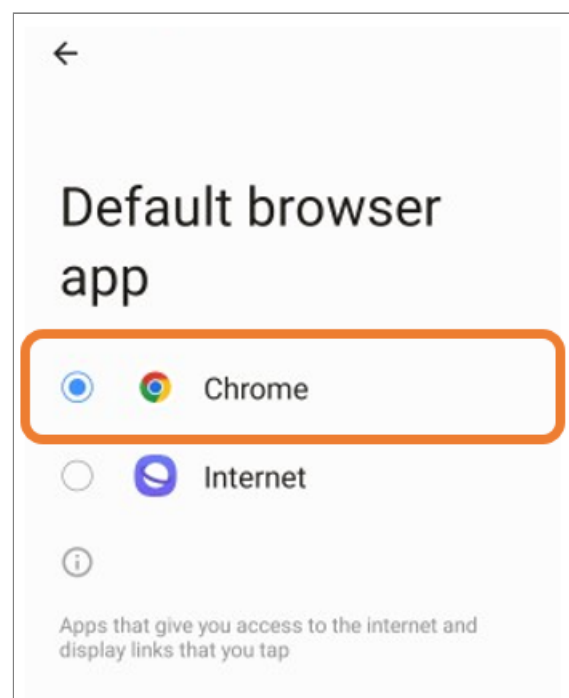 Default browser
app
Chrome
Internet
Apps that give you access to the internet and
display links that you tap